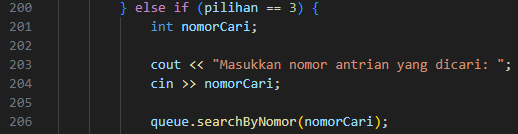 200 } else if (pilihan == 3) {
201 int nomorCari;
202
203 cout << "Masukkan nomor antrian yang dicari: ";
204 cin >> nomorCari;
205
206 queue.searchByNomor(nomorCari);